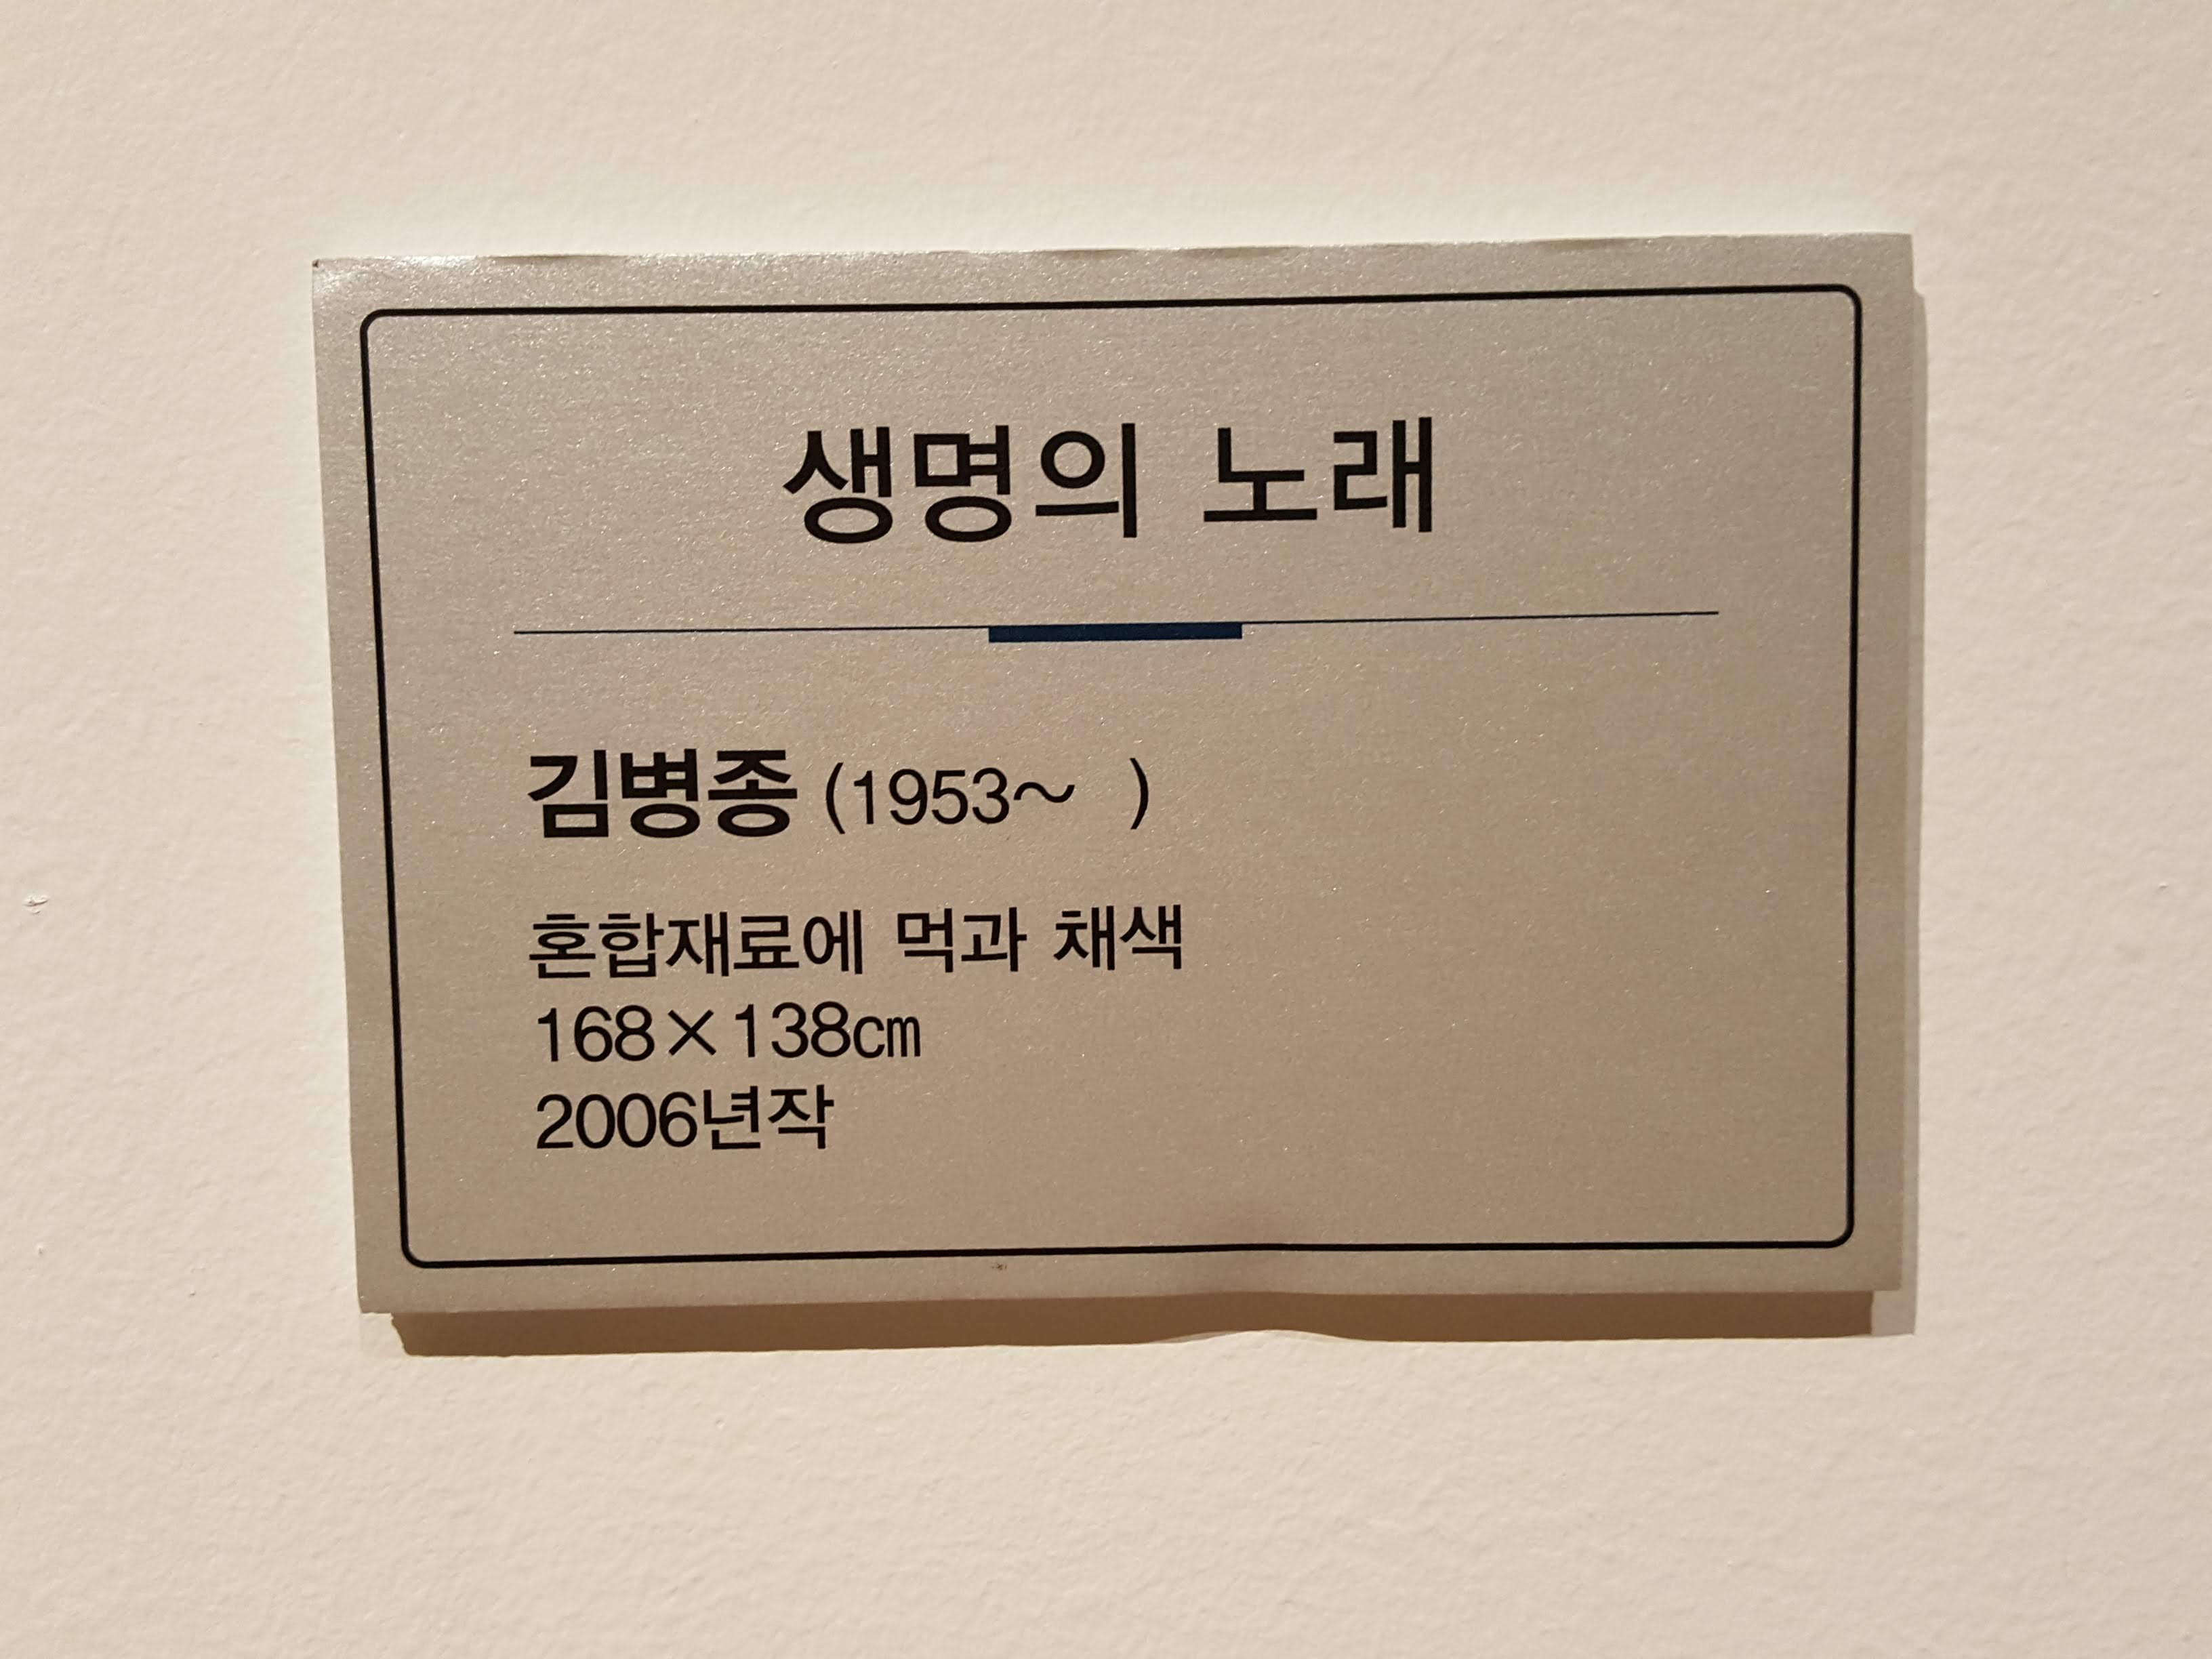 생명의 노래
김병종 (1953～ )
혼합재료에 먹과 채색
168×138㎝
2006년작